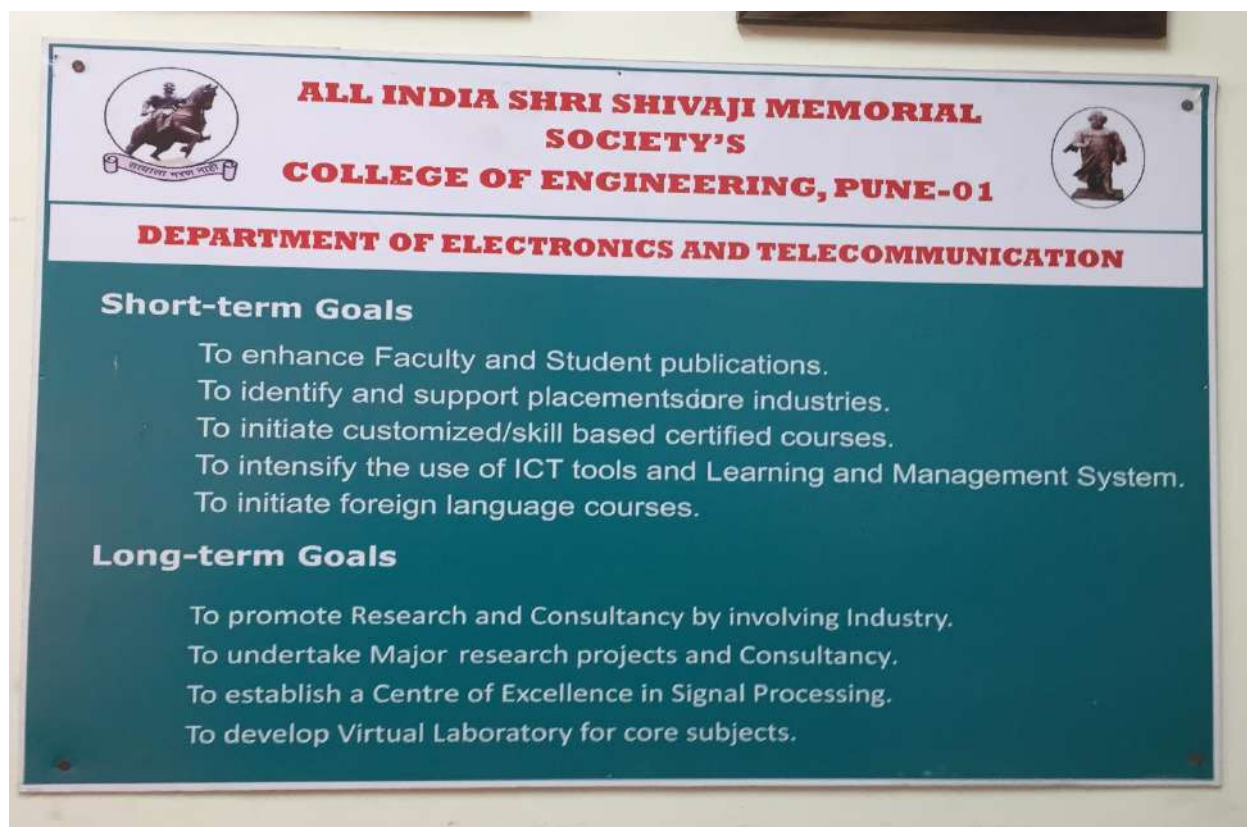 ALL INDIA SHRI SHIVAJI MEMORIAL
SOCIETY'S
COLLEGE OF ENGINEERING, PUNE-01
DEPARTMENT OF ELECTRONICS AND TELECOMMUNICATION
सत्याला मरण नाही
Short-term Goals
To enhance Faculty and Student publications.
To identify and support placements core industries.
To initiate customized/skill based certified courses.
To intensify the use of ICT tools and Learning and Management System.
To initiate foreign language courses.
Long-term Goals
To promote Research and Consultancy by involving Industry.
To undertake Major research projects and Consultancy.
To establish a Centre of Excellence in Signal Processing.
To develop Virtual Laboratory for core subjects.